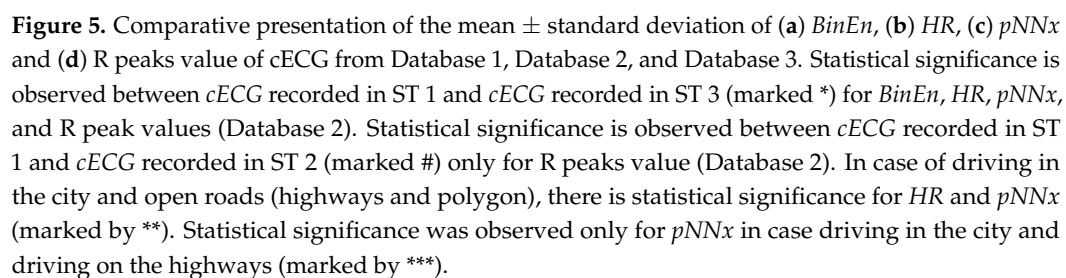 Figure 5. Comparative presentation of the mean ± standard deviation of (a) BinEn, (b) HR, (c) pNNx
and (d) R peaks value of cECG from Database 1, Database 2, and Database 3. Statistical significance is
observed between cECG recorded in ST 1 and cECG recorded in ST 3 (marked *) for BinEn, HR, pNNx,
and R peak values (Database 2). Statistical significance is observed between cECG recorded in ST
1 and cECG recorded in ST 2 (marked #) only for R peaks value (Database 2). In case of driving in
the city and open roads (highways and polygon), there is statistical significance for HR and pNNx
(marked by **). Statistical significance was observed only for pNNx in case driving in the city and
driving on the highways (marked by ***).